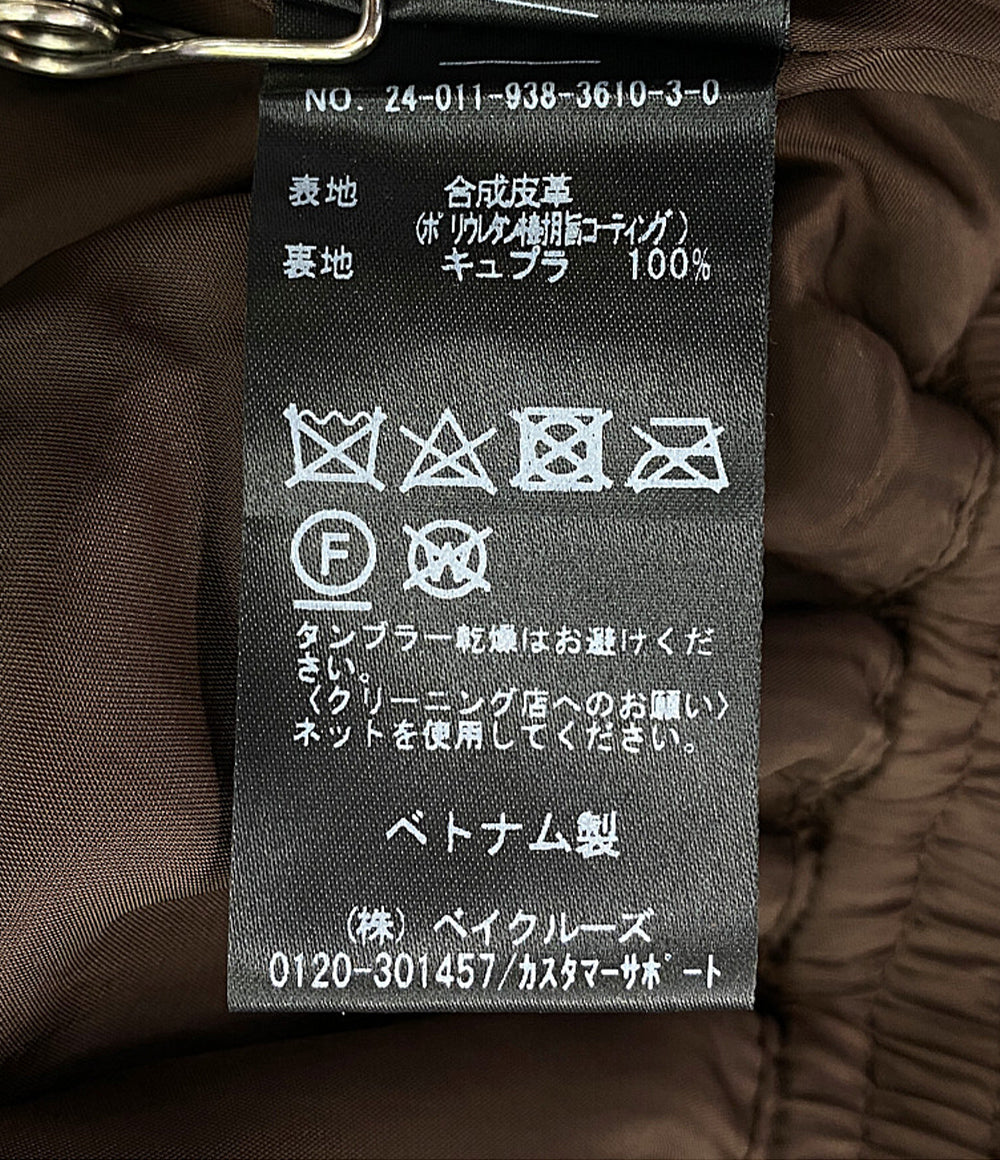 NO. 24-011-938-3610-3-0
表地 合成皮革
(ポリウレタン樹脂コーティング)
裏地 キュプラ 100%
F
W
タンブラー乾燥はお避けくだ
さい。
〈クリーニング店へのお願い〉
ネットを使用してください。
ベトナム製
(株) ベイクルーズ
0120-301457/カスタマーサポート